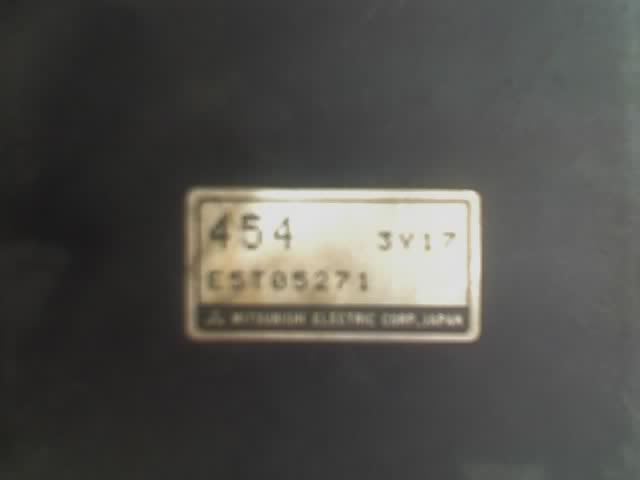 454 3Y17
E5T05271
MITSUBISHI ELECTRIC CORP.JAPAN